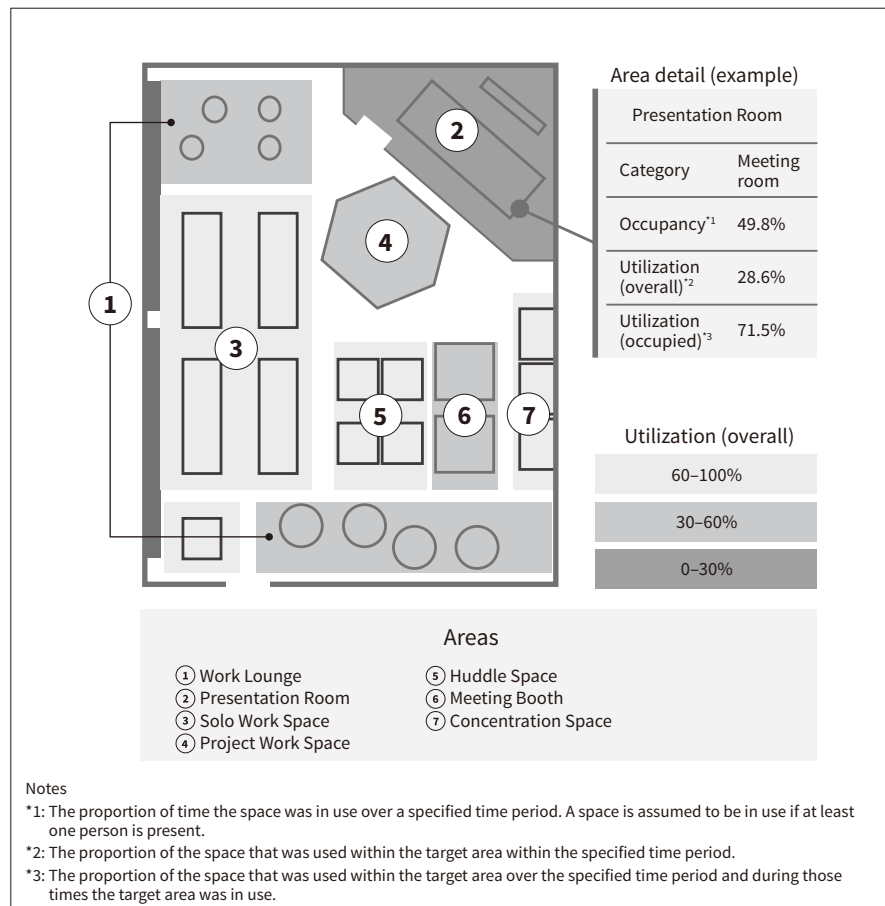 Area detail (example)
Presentation Room
Category Meeting
room
Occupancy*1 49.8%
Utilization
(overall)*2 28.6%
Utilization
(occupied)*3 71.5%
1
2
3
4
5
6
7
Utilization (overall)
60–100%
30–60%
0–30%
Areas
1 Work Lounge
2 Presentation Room
3 Solo Work Space
4 Project Work Space
5 Huddle Space
6 Meeting Booth
7 Concentration Space
Notes
*1: The proportion of time the space was in use over a specified time period. A space is assumed to be in use if at least
one person is present.
*2: The proportion of the space that was used within the target area within the specified time period.
*3: The proportion of the space that was used within the target area over the specified time period and during those
times the target area was in use.